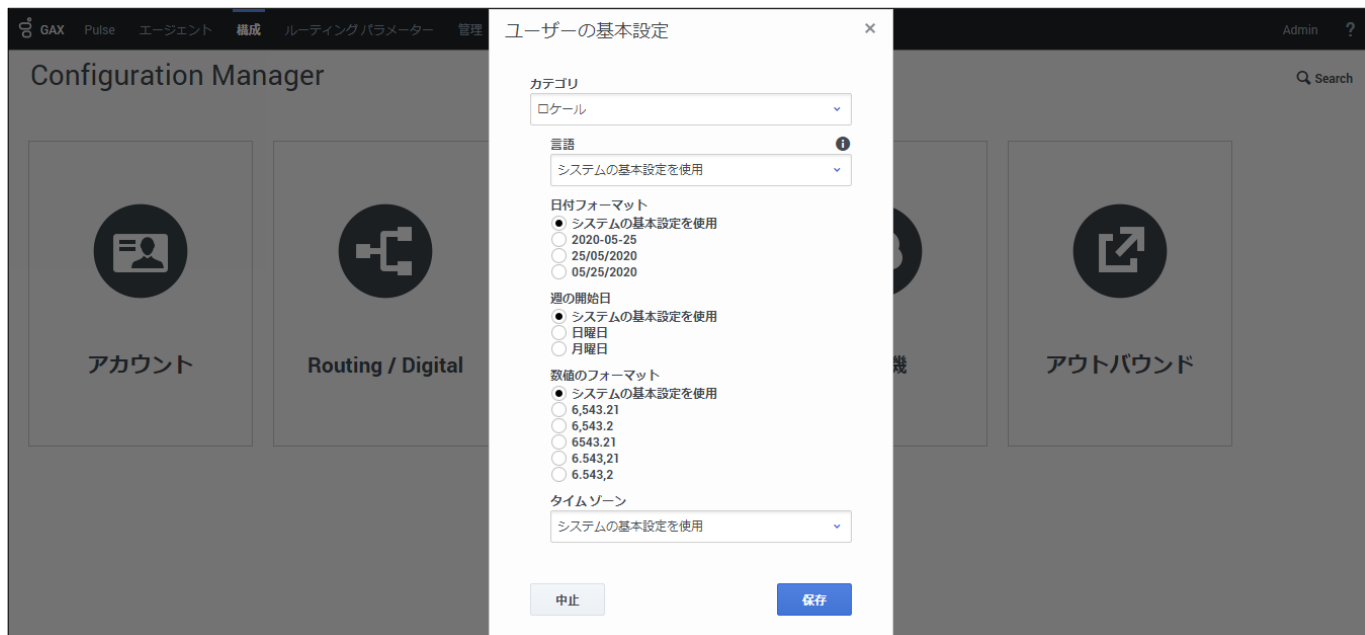 GAX Pulse エージェント 構成 ルーティング パラメーター 管理
Admin ?
Configuration Manager
Search
アカウント
Routing / Digital
機
アウトバウンド
ユーザーの基本設定 ×
カテゴリ
ロケール
言語
システムの基本設定を使用
日付フォーマット
システムの基本設定を使用
2020-05-25
25/05/2020
05/25/2020
週の開始日
システムの基本設定を使用
日曜日
月曜日
数値のフォーマット
システムの基本設定を使用
6,543.21
6,543.2
6543.21
6.543,21
6.543,2
タイム ゾーン
システムの基本設定を使用
中止
保存